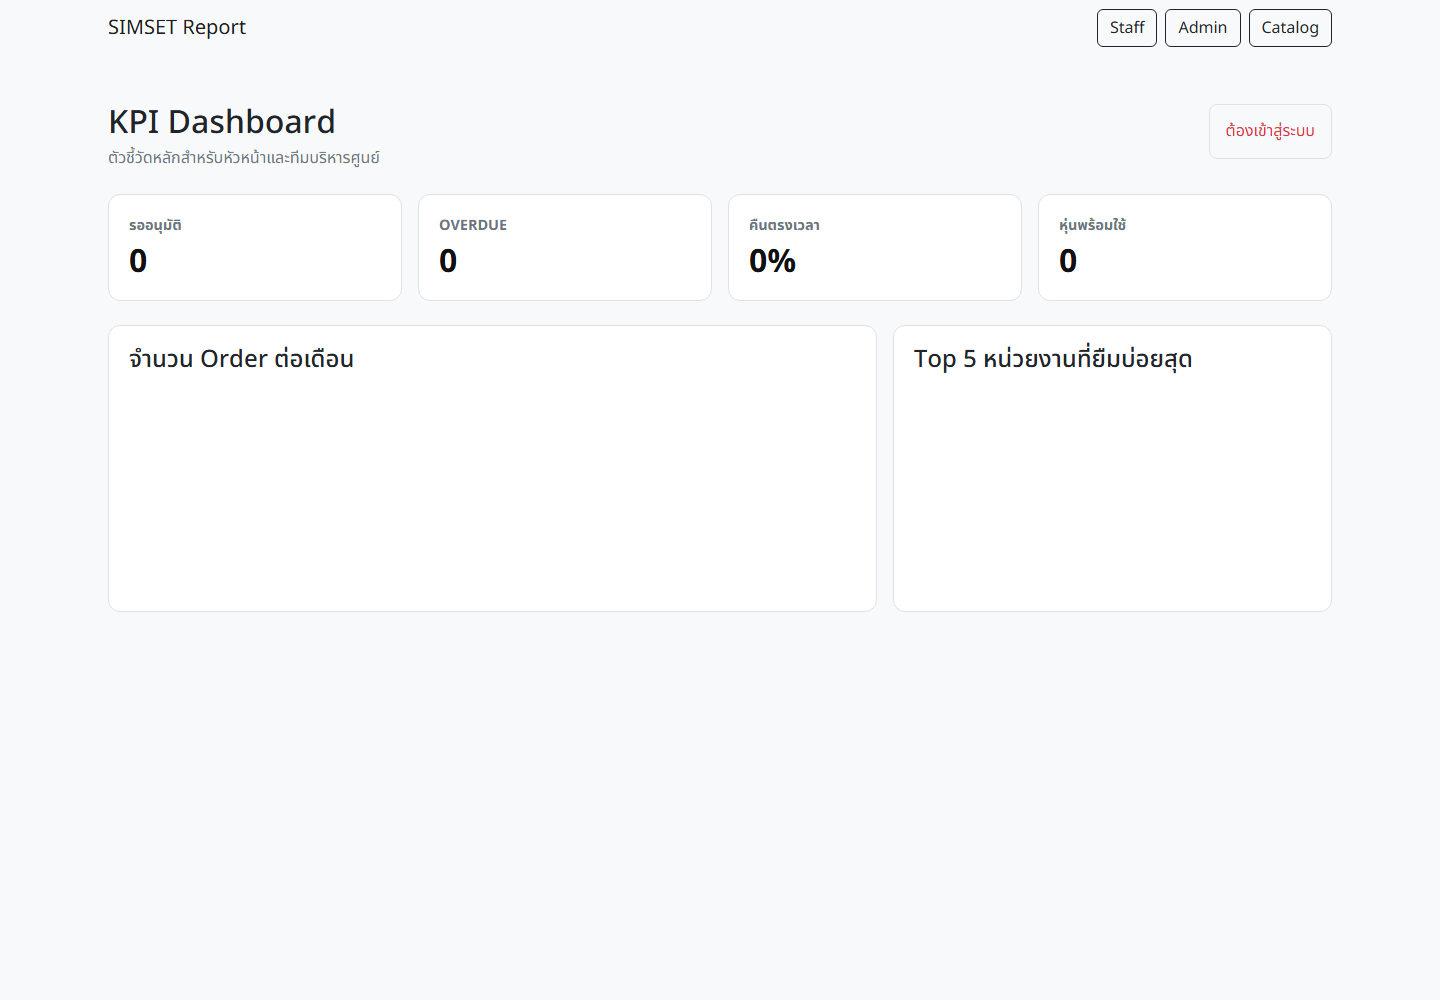 SIMSET Report
Staff
Admin
Catalog
KPI Dashboard
ตัวชี้วัดหลักสำหรับหัวหน้าและทีมบริหารศูนย์
ต้องเข้าสู่ระบบ
รออนุมัติ
0
OVERDUE
0
คืนตรงเวลา
0%
หุ่นพร้อมใช้
0
จำนวน Order ต่อเดือน
Top 5 หน่วยงานที่ยืมบ่อยสุด